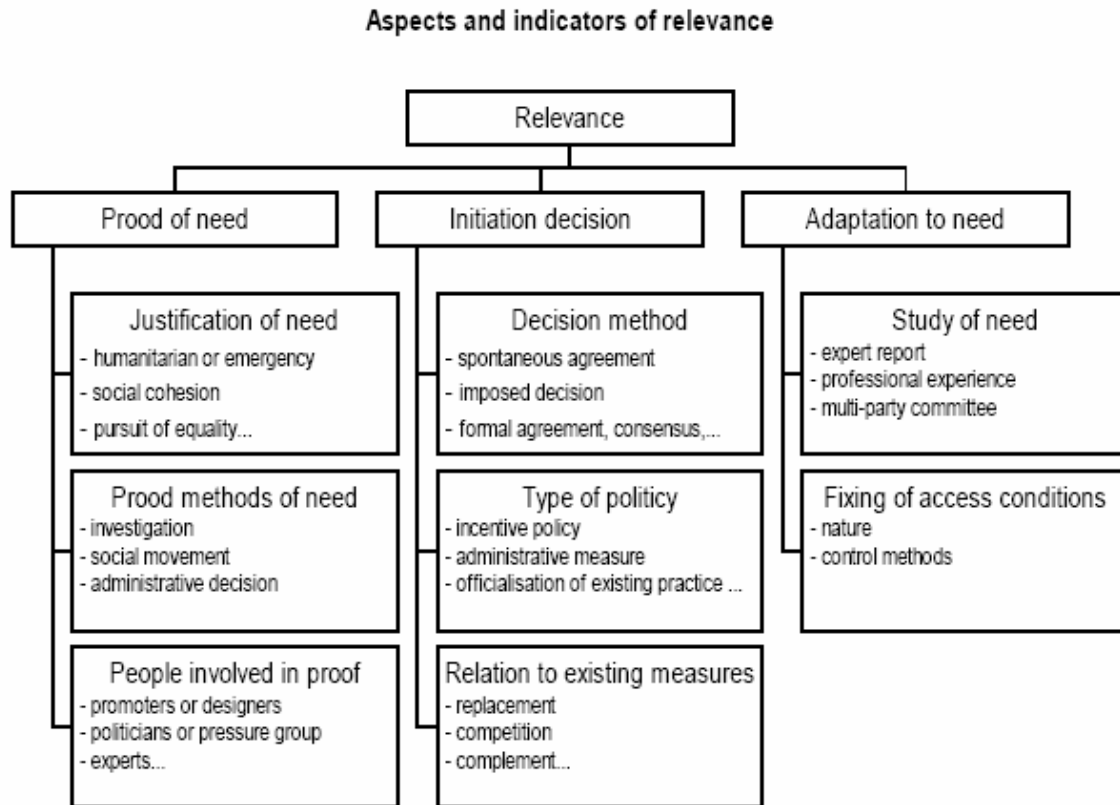 Aspects and indicators of relevance
Relevance
Prood of need
Initiation decision
Adaptation to need
Justification of need
- humanitarian or emergency
- social cohesion
- pursuit of equality...
Prood methods of need
- investigation
- social movement
- administrative decision
People involved in proof
- promoters or designers
- politicians or pressure group
- experts...
Decision method
- spontaneous agreement
- imposed decision
- formal agreement, consensus,...
Type of politicy
- incentive policy
- administrative measure
- officialisation of existing practice ...
Relation to existing measures
- replacement
- competition
- complement...
Study of need
- expert report
- professional experience
- multi-party committee
Fixing of access conditions
- nature
- control methods